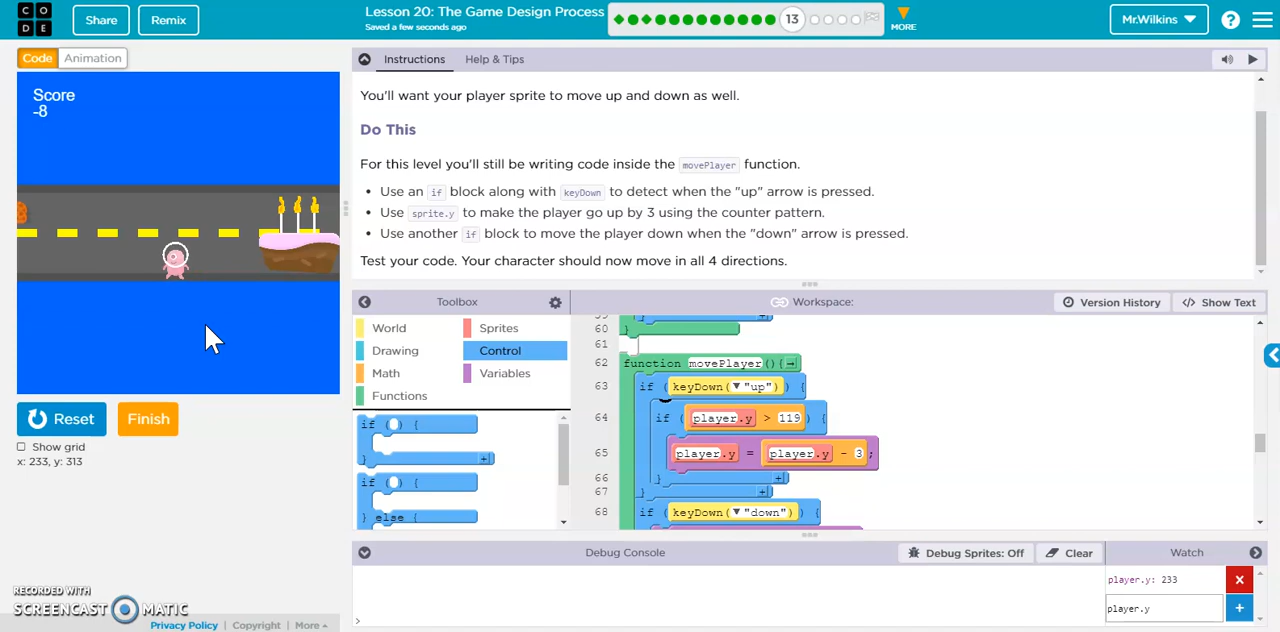 CODE
Share
Remix
Lesson 20: The Game Design Process
Saved a few seconds ago
13
MORE
Mr.Wilkins
?
Code
Animation
Instructions
Help & Tips
Score
-8
You'll want your player sprite to move up and down as well.
Do This
For this level you'll still be writing code inside the movePlayer function.
• Use an if block along with keyDown to detect when the "up" arrow is pressed.
• Use sprite.y to make the player go up by 3 using the counter pattern.
• Use another if block to move the player down when the "down" arrow is pressed.
Test your code. Your character should now move in all 4 directions.
Toolbox
Workspace:
Version History
</> Show Text
World
Sprites
Drawing
Control
Math
Variables
Functions
if ( ) {
}
if ( ) {
} else {
60 }
61
62 function movePlayer(){
63 if (keyDown("up")) {
64 if (player.y > 119) {
65 player.y = player.y - 3;
66 }
67 }
68 if (keyDown("down")) {
Reset
Finish
Show grid
x: 233, y: 313
Debug Console
Debug Sprites: Off
Clear
Watch
player.y: 233
player.y
>
RECORDED WITH
SCREENCAST MATIC
Privacy Policy | Copyright | More